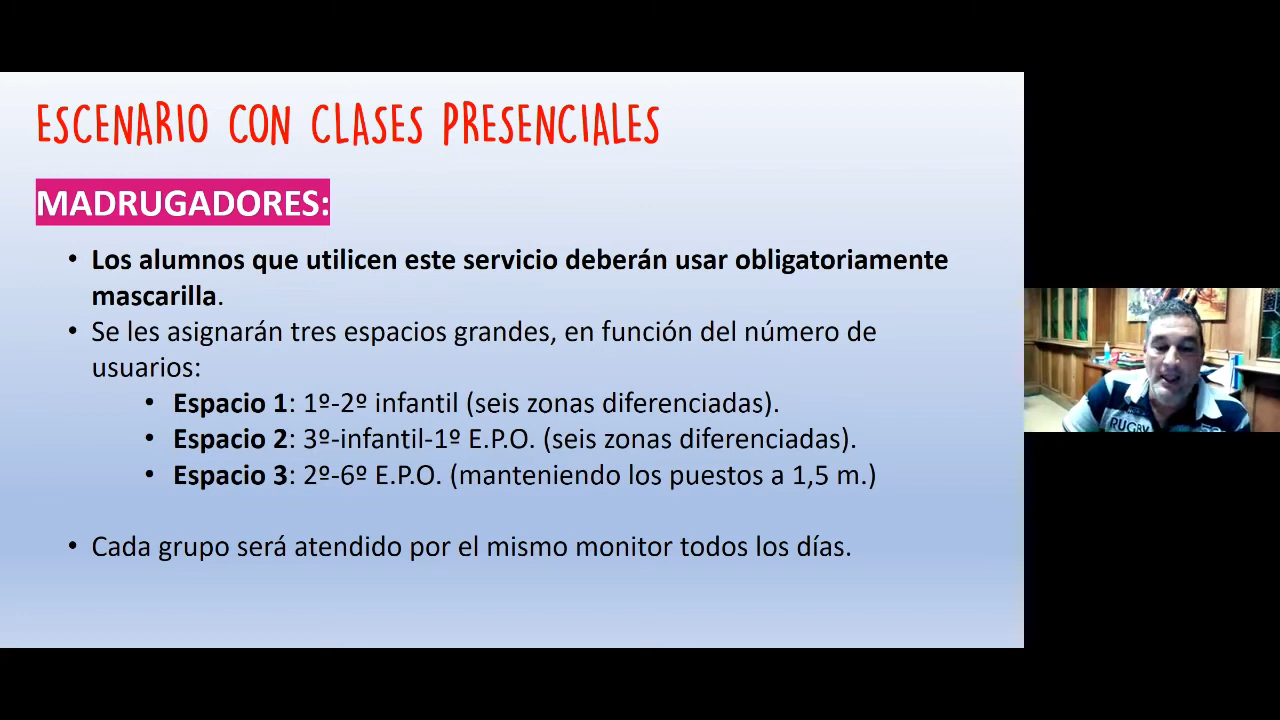 ESCENARIO CON CLASES PRESENCIALES
MADRUGADORES:
• Los alumnos que utilicen este servicio deberán usar obligatoriamente
mascarilla.
• Se les asignarán tres espacios grandes, en función del número de
usuarios:
• Espacio 1: 1º-2º infantil (seis zonas diferenciadas).
• Espacio 2: 3º-infantil-1º E.P.O. (seis zonas diferenciadas).
• Espacio 3: 2º-6º E.P.O. (manteniendo los puestos a 1,5 m.)
• Cada grupo será atendido por el mismo monitor todos los días.
RUGBY